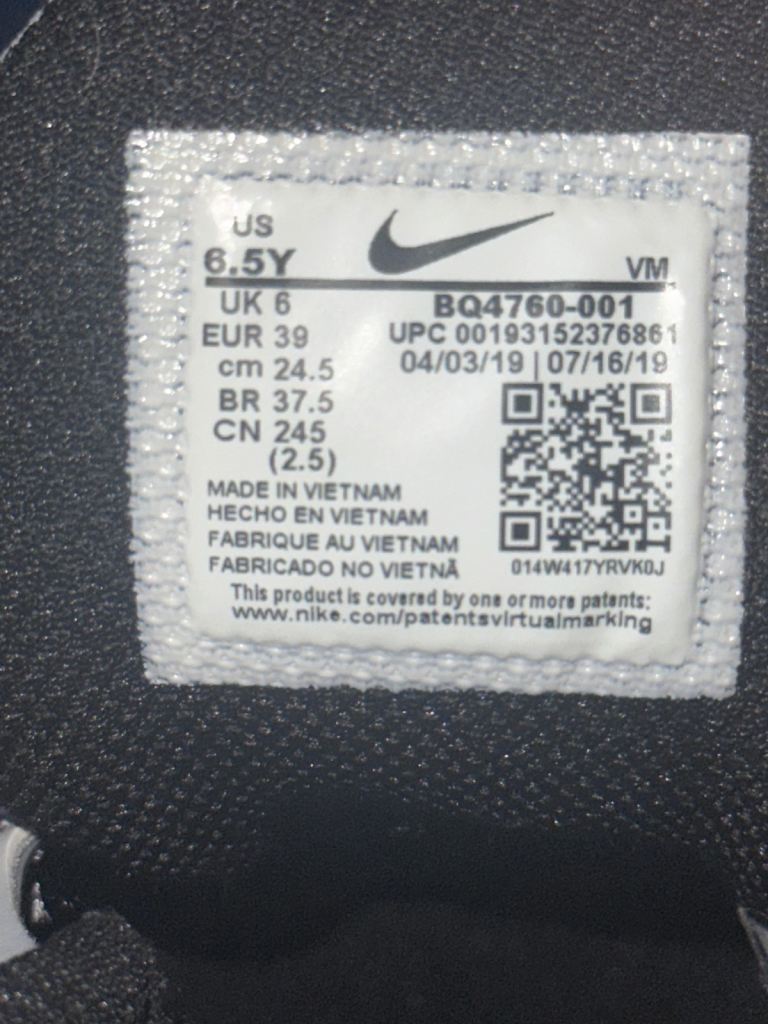 US
6.5Y
VM
UK 6
EUR 39
cm 24.5
BR 37.5
CN 245
(2.5)
BQ4760-001
UPC 00193152376861
04/03/19 | 07/16/19
MADE IN VIETNAM
HECHO EN VIETNAM
FABRIQUE AU VIETNAM
FABRICADO NO VIETNÃ
014W417YRVK0J
This product is covered by one or more patents:
www.nike.com/patentsvirtualmarking